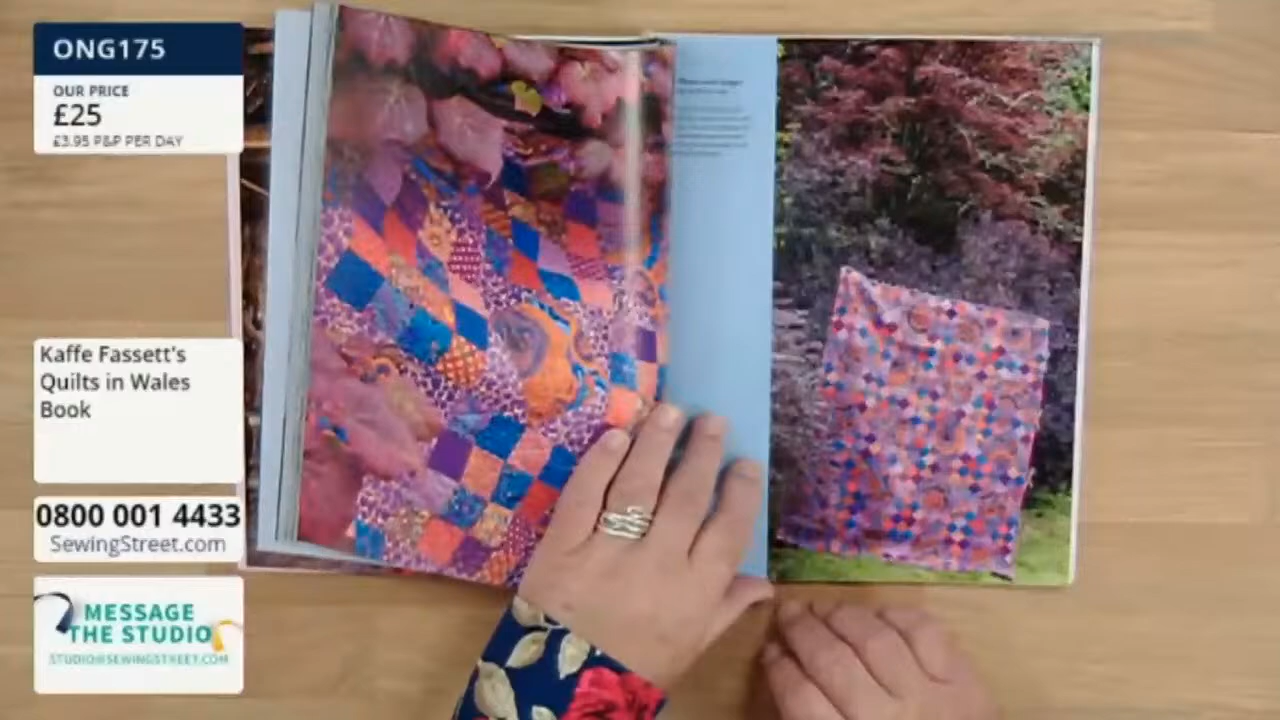 ONG175
OUR PRICE
£25
£3.95 P&P PER DAY
Kaffe Fassett's
Quilts in Wales
Book
0800 001 4433
SewingStreet.com
MESSAGE
THE STUDIO
STUDIO@SEWINGSTREET.COM